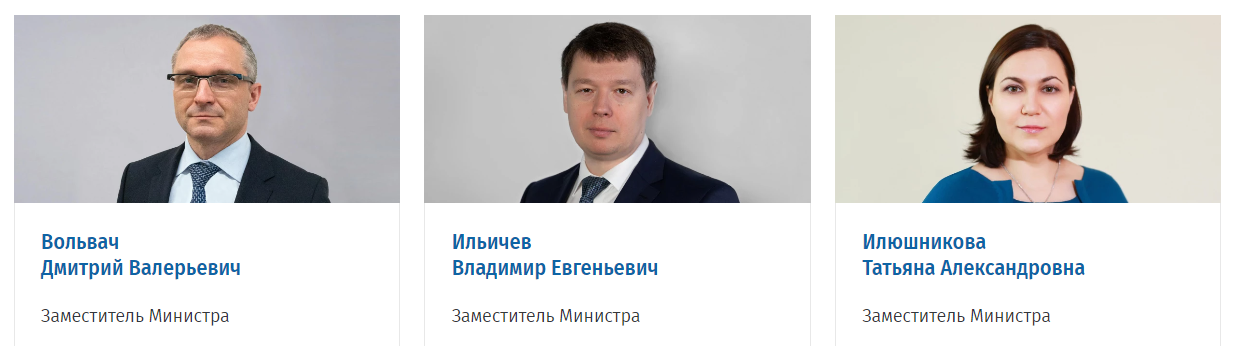 Вольвач
Дмитрий Валерьевич
Заместитель Министра
Ильичев
Владимир Евгеньевич
Заместитель Министра
Илюшникова
Татьяна Александровна
Заместитель Министра